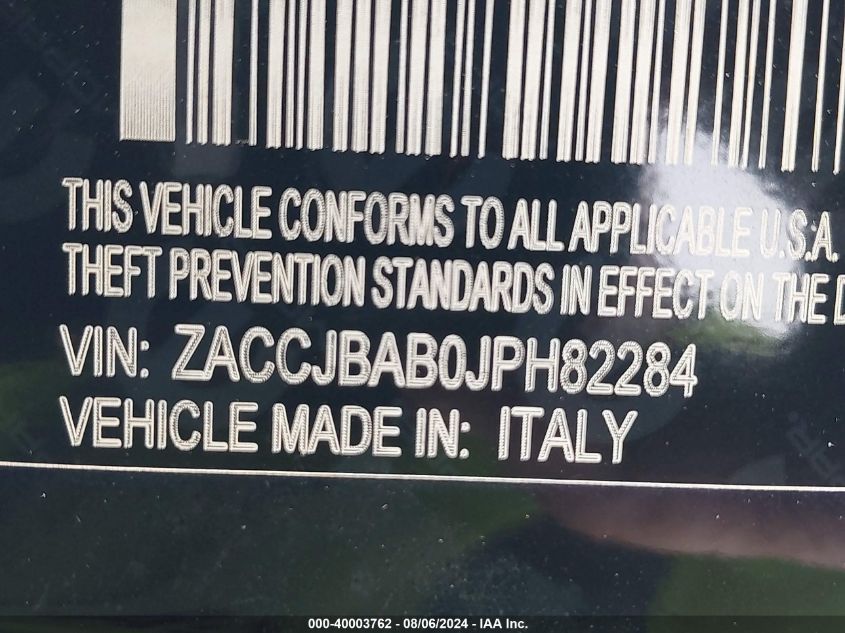 THIS VEHICLE CONFORMS TO ALL APPLICABLE U.S.A.
THEFT PREVENTION STANDARDS IN EFFECT ON THE D
VIN: ZACCJBAB0JPH82284
VEHICLE MADE IN: ITALY
000-40003762 - 08/06/2024 - IAA Inc.